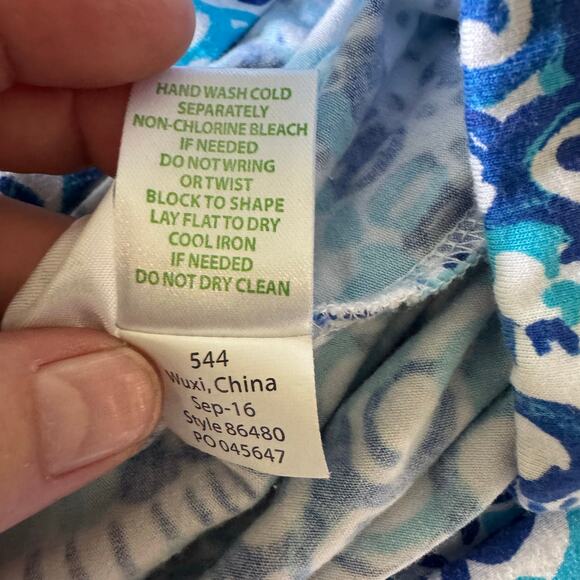 HAND WASH COLD
SEPARATELY
NON-CHLORINE BLEACH
IF NEEDED
DO NOT WRING
OR TWIST
BLOCK TO SHAPE
LAY FLAT TO DRY
COOL IRON
IF NEEDED
DO NOT DRY CLEAN
544
Wuxi, China
Sep-16
Style 86480
PO 045647